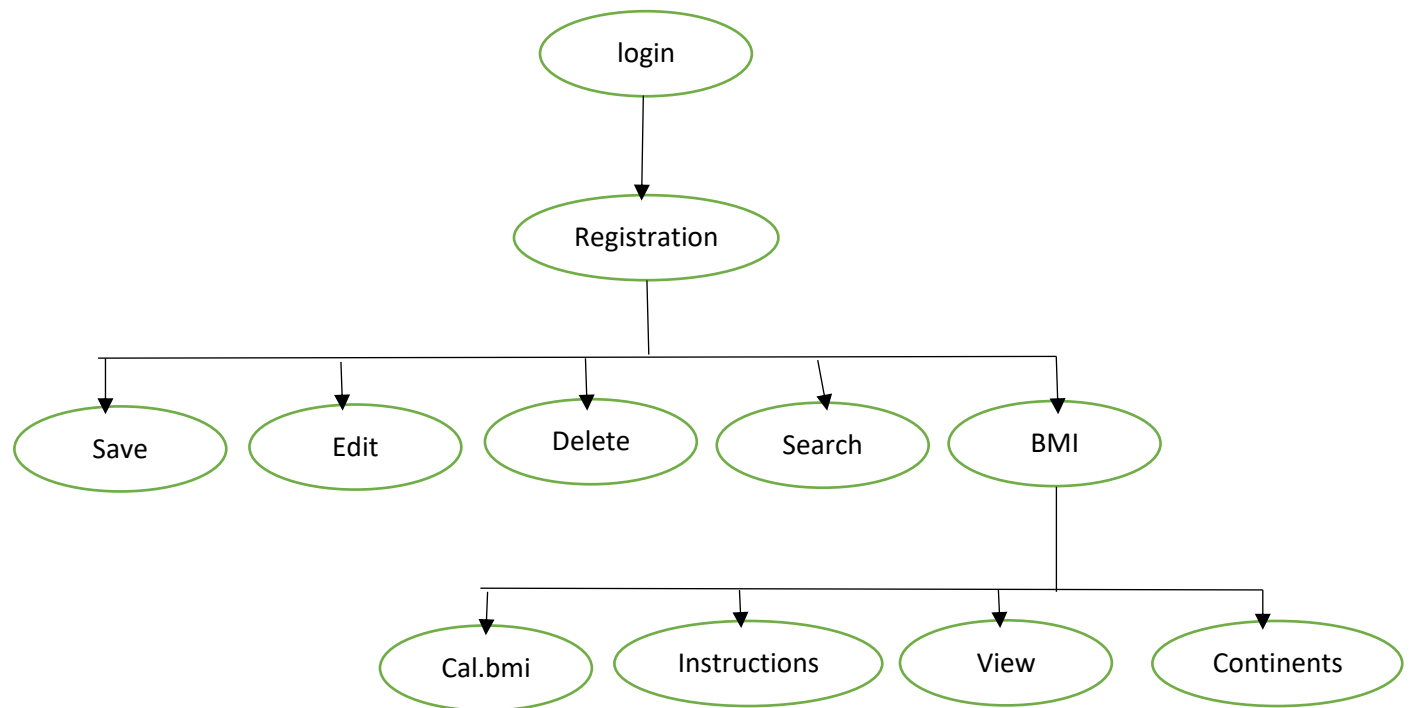 login
Registration
Save
Edit
Delete
Search
BMI
Cal.bmi
Instructions
View
Continents